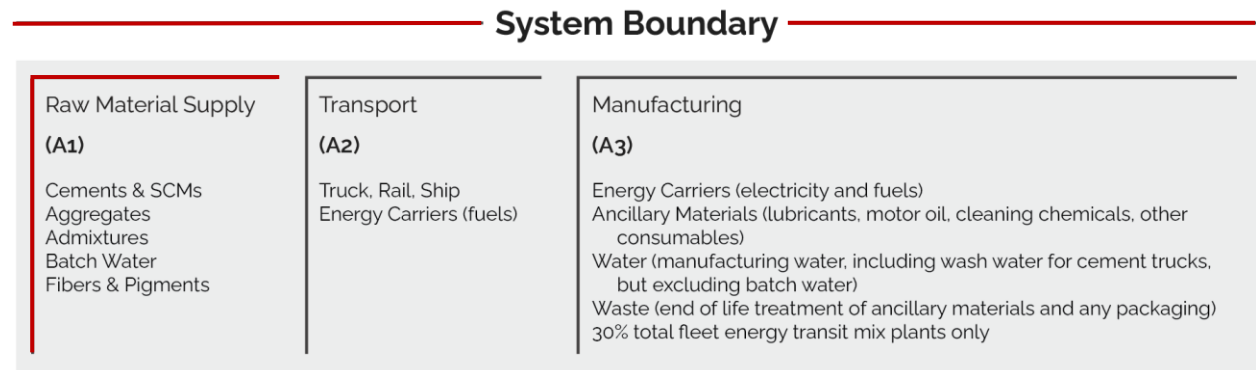 System Boundary
Raw Material Supply
(A1)
Cements & SCMs
Aggregates
Admixtures
Batch Water
Fibers & Pigments
Transport
(A2)
Truck, Rail, Ship
Energy Carriers (fuels)
Manufacturing
(A3)
Energy Carriers (electricity and fuels)
Ancillary Materials (lubricants, motor oil, cleaning chemicals, other
consumables)
Water (manufacturing water, including wash water for cement trucks,
but excluding batch water)
Waste (end of life treatment of ancillary materials and any packaging)
30% total fleet energy transit mix plants only